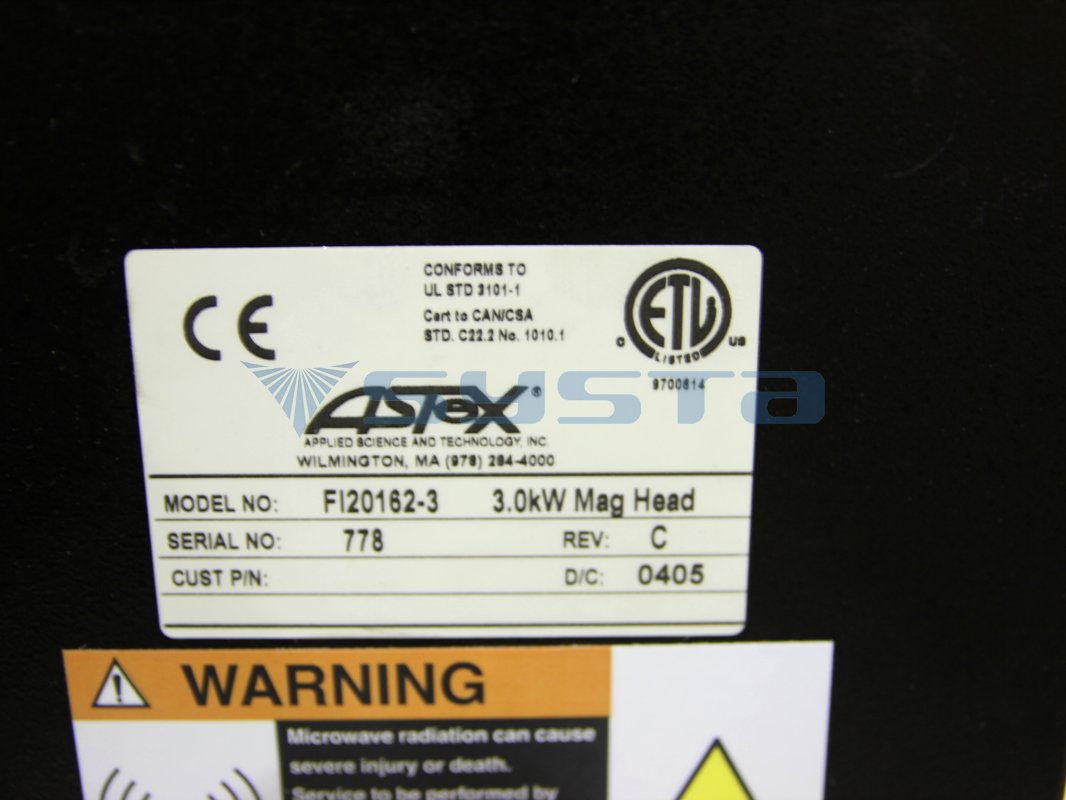 CE
CONFORMS TO
UL STD 3101-1
Cert to CAN/CSA
STD. C22.2 No. 1010.1
ETL
C US
LISTED
9700614
systa
ASTeX ®
APPLIED SCIENCE AND TECHNOLOGY, INC.
WILMINGTON, MA (978) 284-4000
MODEL NO: FI20162-3 3.0kW Mag Head
SERIAL NO: 778 REV: C
CUST P/N: D/C: 0405
WARNING
Microwave radiation can cause
severe injury or death.
Service to be performed by